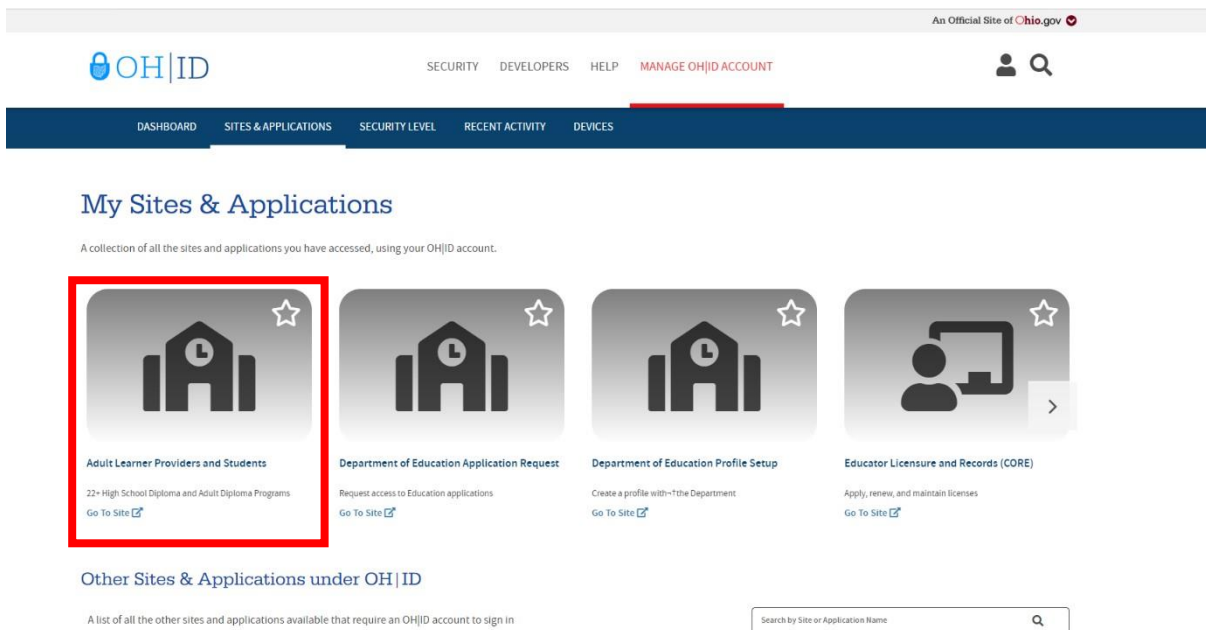 An Official Site of Ohio.gov
OH|ID
SECURITY DEVELOPERS HELP MANAGE OH|ID ACCOUNT
DASHBOARD SITES & APPLICATIONS SECURITY LEVEL RECENT ACTIVITY DEVICES
My Sites & Applications
A collection of all the sites and applications you have accessed, using your OH|ID account.
Adult Learner Providers and Students
22+ High School Diploma and Adult Diploma Programs
Go To Site
Department of Education Application Request
Request access to Education applications
Go To Site
Department of Education Profile Setup
Create a profile with¬†the Department
Go To Site
Educator Licensure and Records (CORE)
Apply, renew, and maintain licenses
Go To Site
Other Sites & Applications under OH|ID
A list of all the other sites and applications available that require an OH|ID account to sign in
Search by Site or Application Name